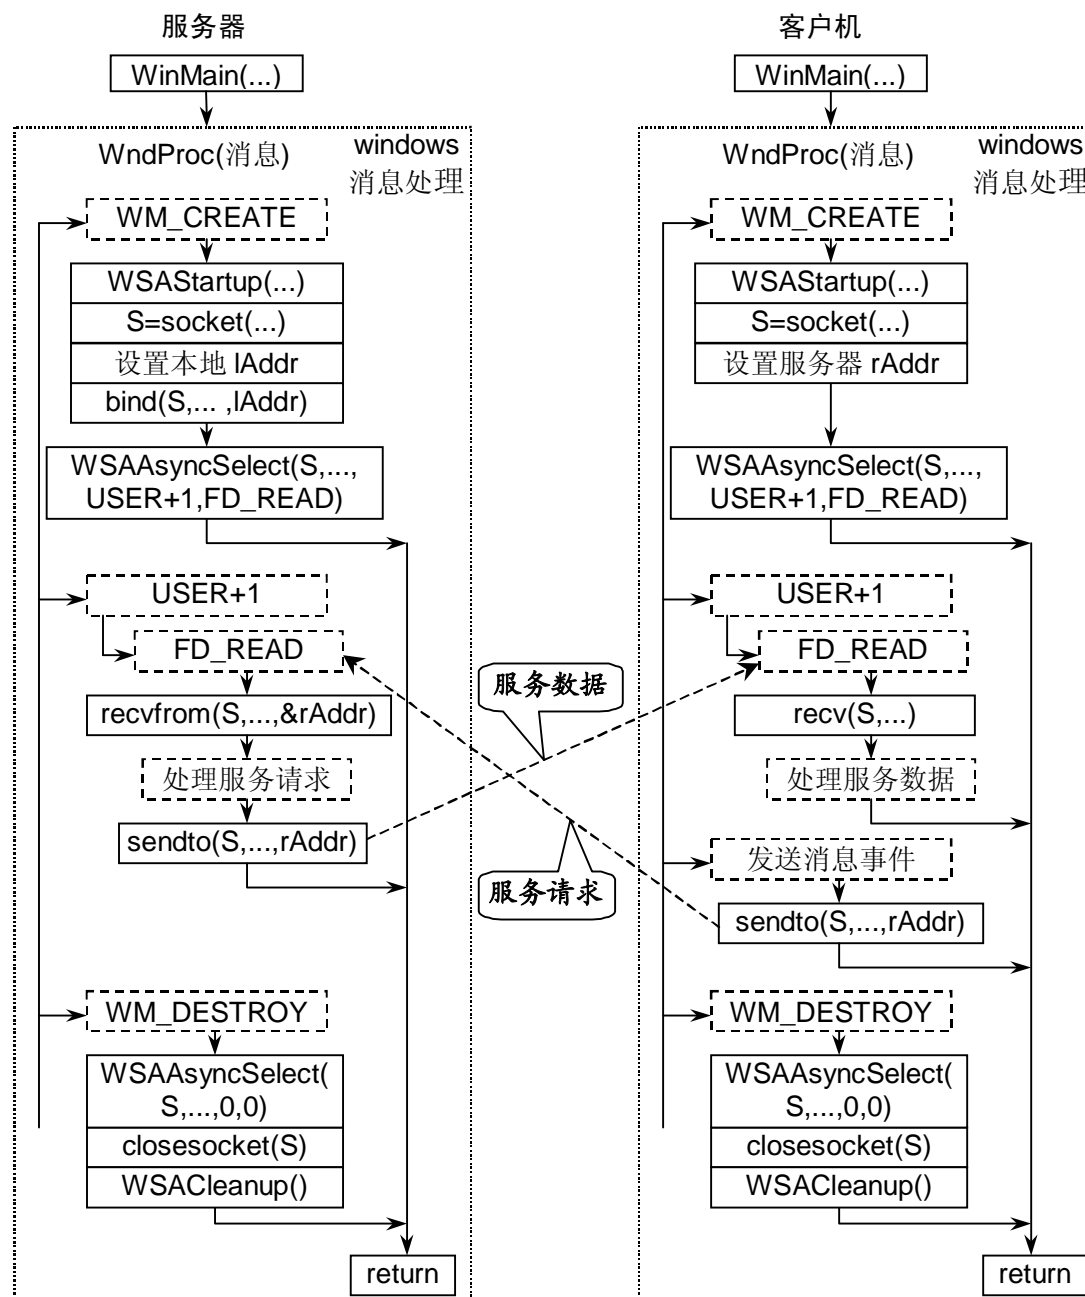 服务器
WinMain(...)
WndProc(消息)
windows
消息处理
WM_CREATE
WSAStartup(...)
S=socket(...)
设置本地 lAddr
bind(S,... ,lAddr)
WSAAsyncSelect(S,...,
USER+1,FD_READ)
USER+1
FD_READ
recvfrom(S,...,&rAddr)
处理服务请求
sendto(S,...,rAddr)
WM_DESTROY
WSAAsyncSelect(
S,...,0,0)
closesocket(S)
WSACleanup()
return
服务数据
服务请求
客户机
WinMain(...)
WndProc(消息)
windows
消息处理
WM_CREATE
WSAStartup(...)
S=socket(...)
设置服务器 rAddr
WSAAsyncSelect(S,...,
USER+1,FD_READ)
USER+1
FD_READ
recv(S,...)
处理服务数据
发送消息事件
sendto(S,...,rAddr)
WM_DESTROY
WSAAsyncSelect(
S,...,0,0)
closesocket(S)
WSACleanup()
return